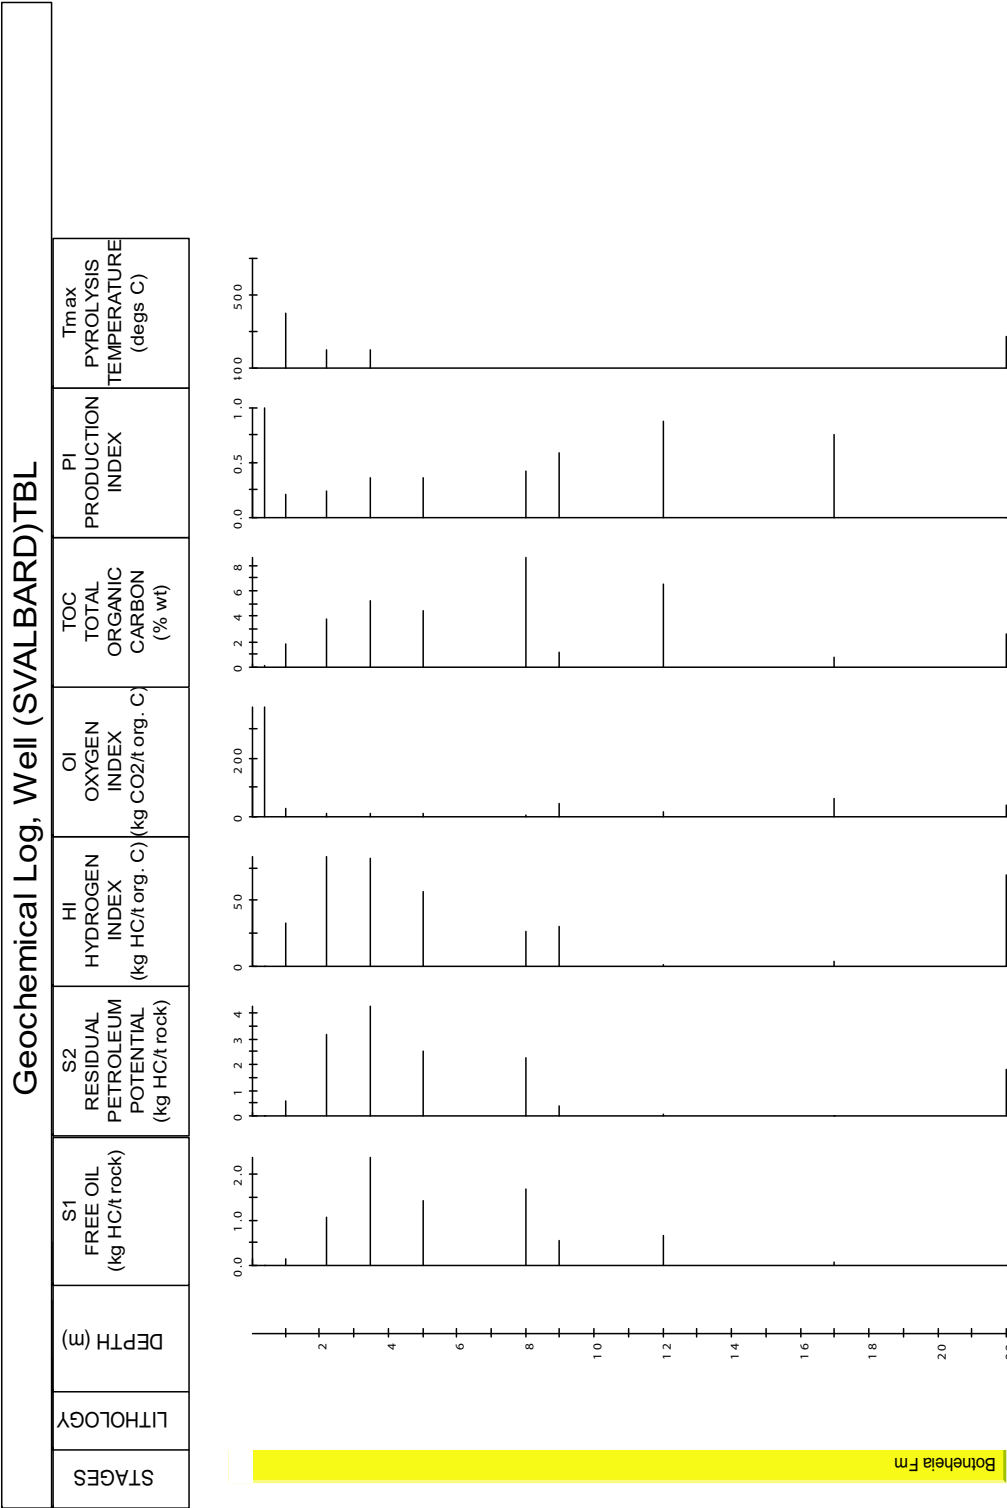 Geochemical Log, Well (SVALBARD)TBL
Tmax
PYROLYSIS
TEMPERATURE
(degs C)
500
400
PI
PRODUCTION
INDEX
1.0
0.5
0.0
TOC
TOTAL
ORGANIC
CARBON
(% wt)
8
6
4
2
0
OI
OXYGEN
INDEX
(kg CO2/t org. C)
200
0
HI
HYDROGEN
INDEX
(kg HC/t org. C)
50
0
S2
RESIDUAL
PETROLEUM
POTENTIAL
(kg HC/t rock)
4
3
2
1
0
S1
FREE OIL
(kg HC/t rock)
2.0
1.0
0.0
DEPTH
(m)
2
4
6
8
10
12
14
16
18
20
LITHOLOGY
STAGES
Botneheia Fm